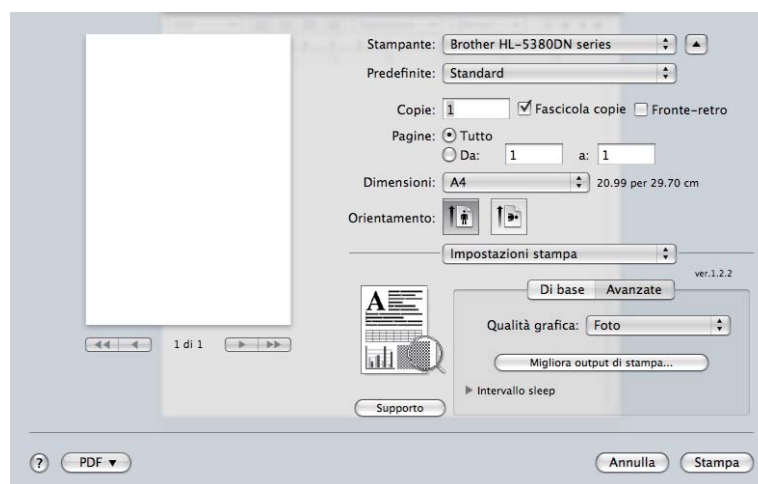 Stampante: Brother HL-5380DN series
Predefinite: Standard
Copie: 1 Fascicola copie Fronte-retro
Pagine: Tutto
Da: 1 a: 1
Dimensioni: A4 20.99 per 29.70 cm
Orientamento:
Impostazioni stampa
ver.1.2.2
Di base Avanzate
A
Qualità grafica: Foto
1 di 1
Migliora output di stampa...
Intervallo sleep
Supporto
? PDF Annulla Stampa